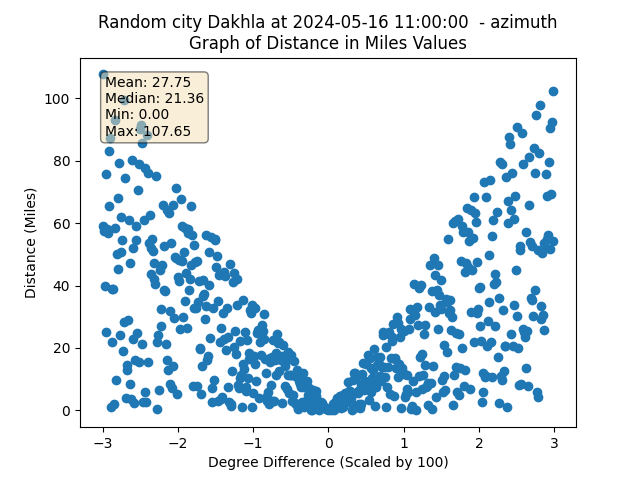 Random city Dakhla at 2024-05-16 11:00:00  - azimuth
Graph of Distance in Miles Values
Mean: 27.75
Median: 21.36
Min: 0.00
Max: 107.65
Distance (Miles)
100
80
60
40
20
0
−3
−2
−1
0
1
2
3
Degree Difference (Scaled by 100)